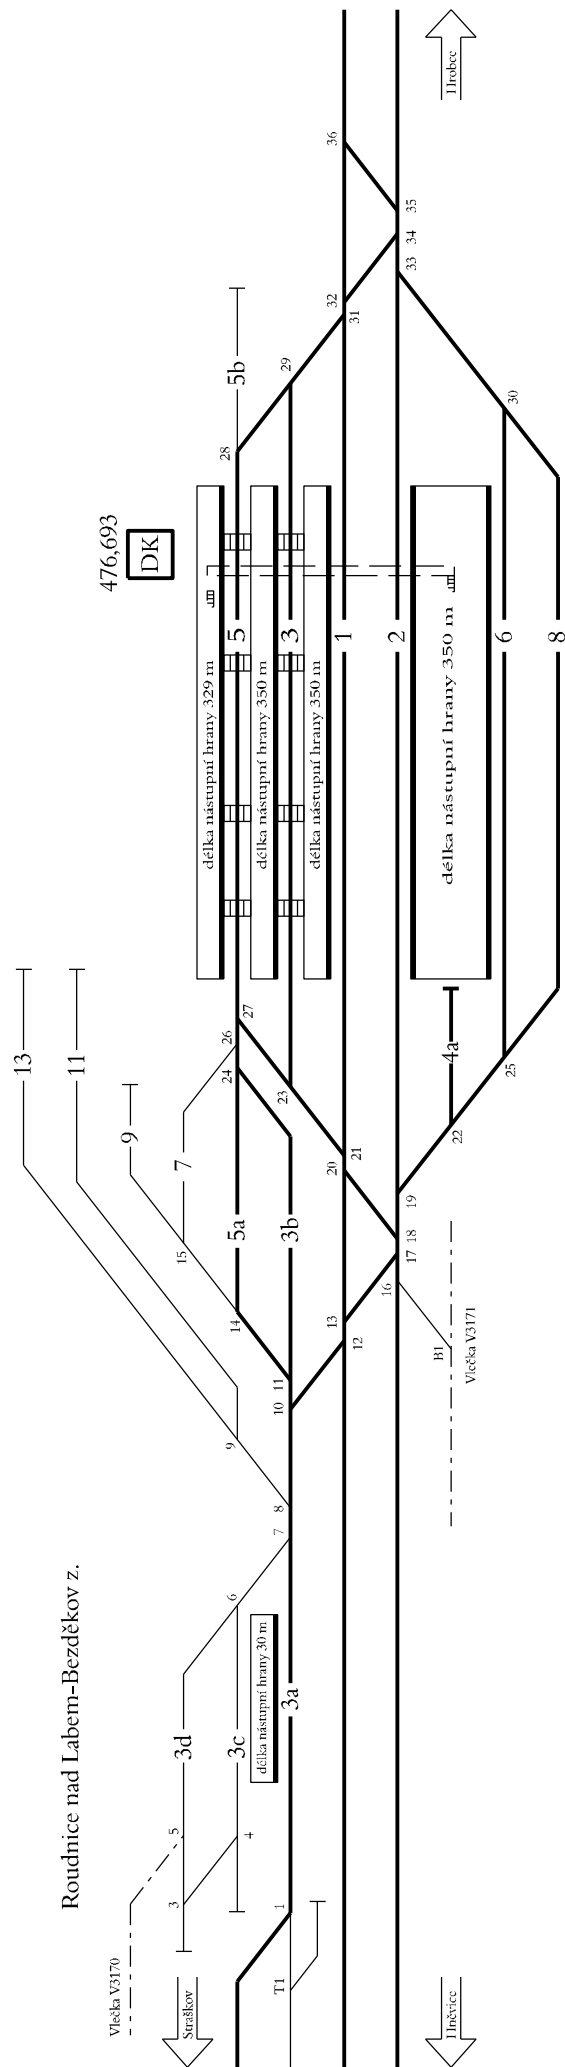 Hrobce
36
35
34
33
32
31
5b
29
30
28
476,693
DK
5
3
1
2
6
8
délka nástupní hrany 329 m
délka nástupní hrany 350 m
délka nástupní hrany 350 m
délka nástupní hrany 350 m
13
11
9
7
27
26
24
23
4a
25
22
21
20
19
18
17
16
5a
3b
15
14
13
12
11
10
B1
Vlečka V3171
9
8
7
6
Roudnice nad Labem-Bezděkov z.
délka nástupní hrany 30 m
3d
3c
3a
5
4
3
1
T1
Vlečka V3170
Straškov
Hněvice